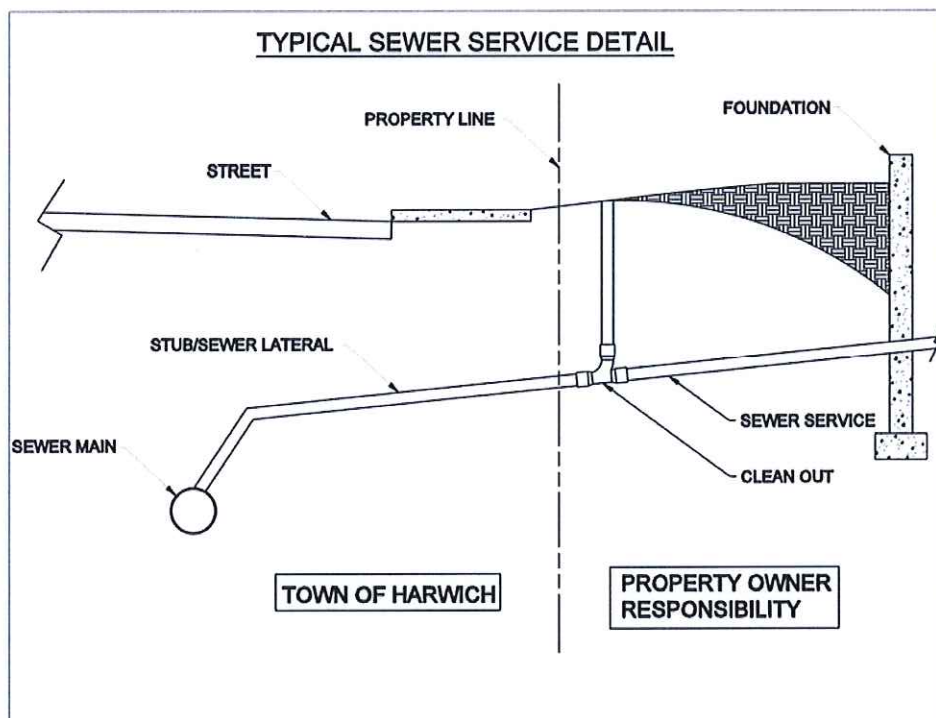 TYPICAL SEWER SERVICE DETAIL
PROPERTY LINE
FOUNDATION
STREET
STUB/SEWER LATERAL
SEWER SERVICE
SEWER MAIN
CLEAN OUT
TOWN OF HARWICH
PROPERTY OWNER
RESPONSIBILITY